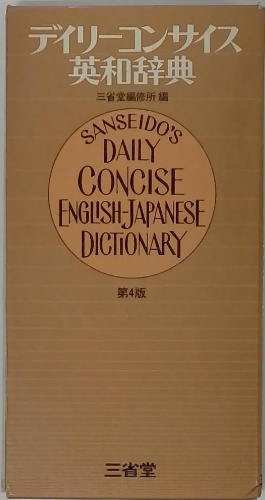 デイリーコンサイス
英和辞典
三省堂編修所 編
SANSEIDO'S
DAILY
CONCISE
ENGLISH-JAPANESE
DICTIONARY
第4版
三省堂